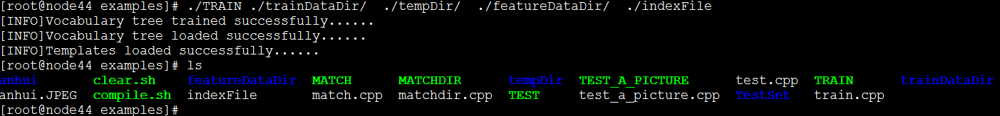 [root@node44 examples]# ./TRAIN ./trainDataDir/  ./tempDir/  ./featureDataDir/  ./indexFile
[INFO]Vocabulary tree trained successfully......
[INFO]Vocabulary tree loaded successfully......
[INFO]Templates loaded successfully......
[root@node44 examples]# ls
anhui       clear.sh    featureDataDir  MATCH      MATCHDIR      tempDir  TEST_A_PICTURE      test.cpp  TRAIN      trainDataDir
anhui.JPEG  compile.sh  indexFile       match.cpp  matchdir.cpp  TEST     test_a_picture.cpp  TestSet   train.cpp
[root@node44 examples]#